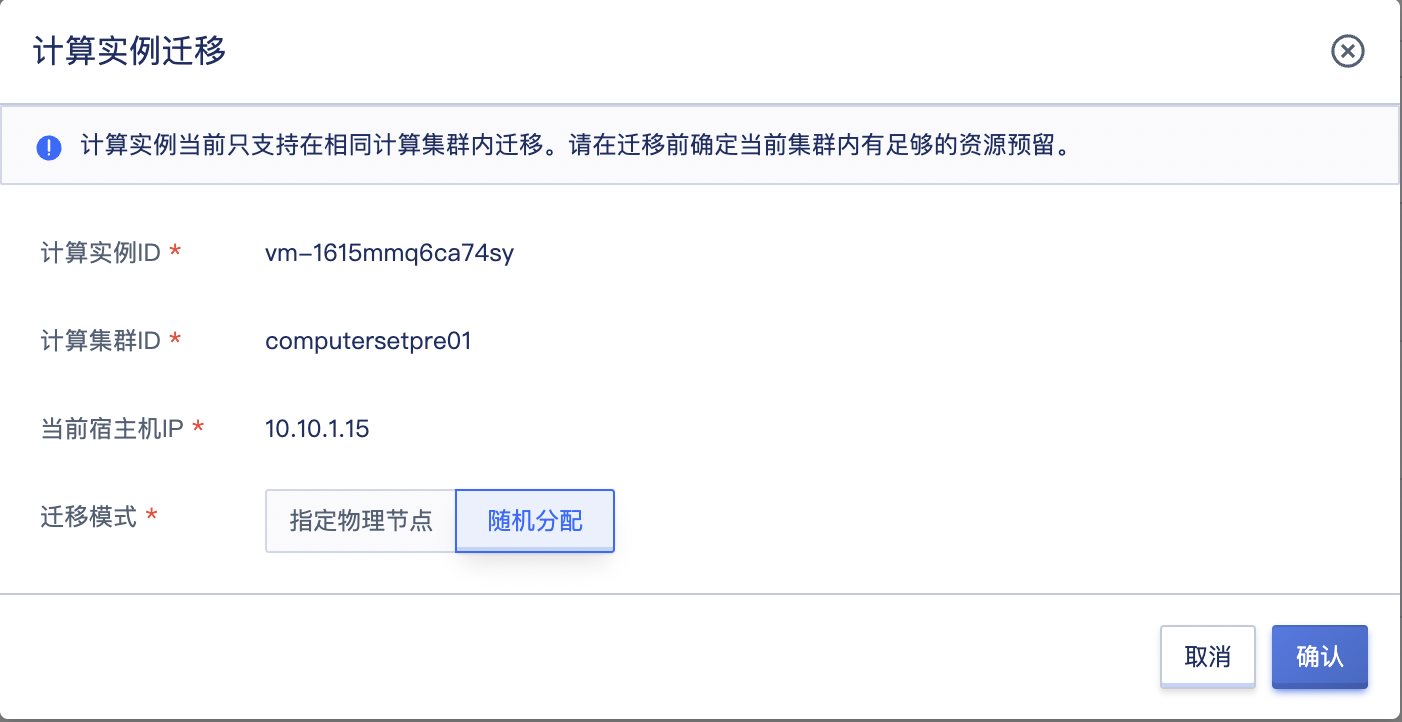 计算实例迁移
计算实例当前只支持在相同计算集群内迁移。请在迁移前确定当前集群内有足够的资源预留。
计算实例ID * vm-1615mmq6ca74sy
计算集群ID * computersetpre01
当前宿主机IP * 10.10.1.15
迁移模式 * 指定物理节点 随机分配
取消 确认